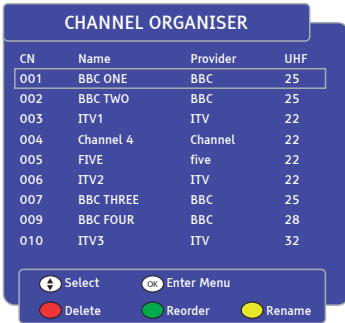 CHANNEL ORGANISER
CN Name Provider UHF
001 BBC ONE BBC 25
002 BBC TWO BBC 25
003 ITV1 ITV 22
004 Channel 4 Channel 22
005 FIVE five 22
006 ITV2 ITV 22
007 BBC THREE BBC 25
009 BBC FOUR BBC 28
010 ITV3 ITV 32
Select OK Enter Menu
Delete Reorder Rename